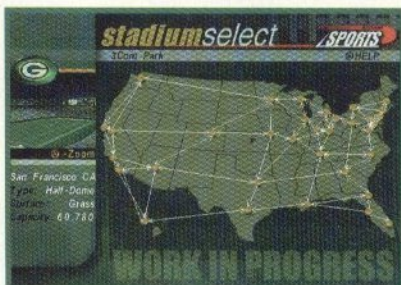 stadiumselect
SPORTS
3Com Park
HELP
G
-Zoom
San Francisco CA
Type: Half-Dome
Surface: Grass
Capacity: 60,780
WORK IN PROGRESS